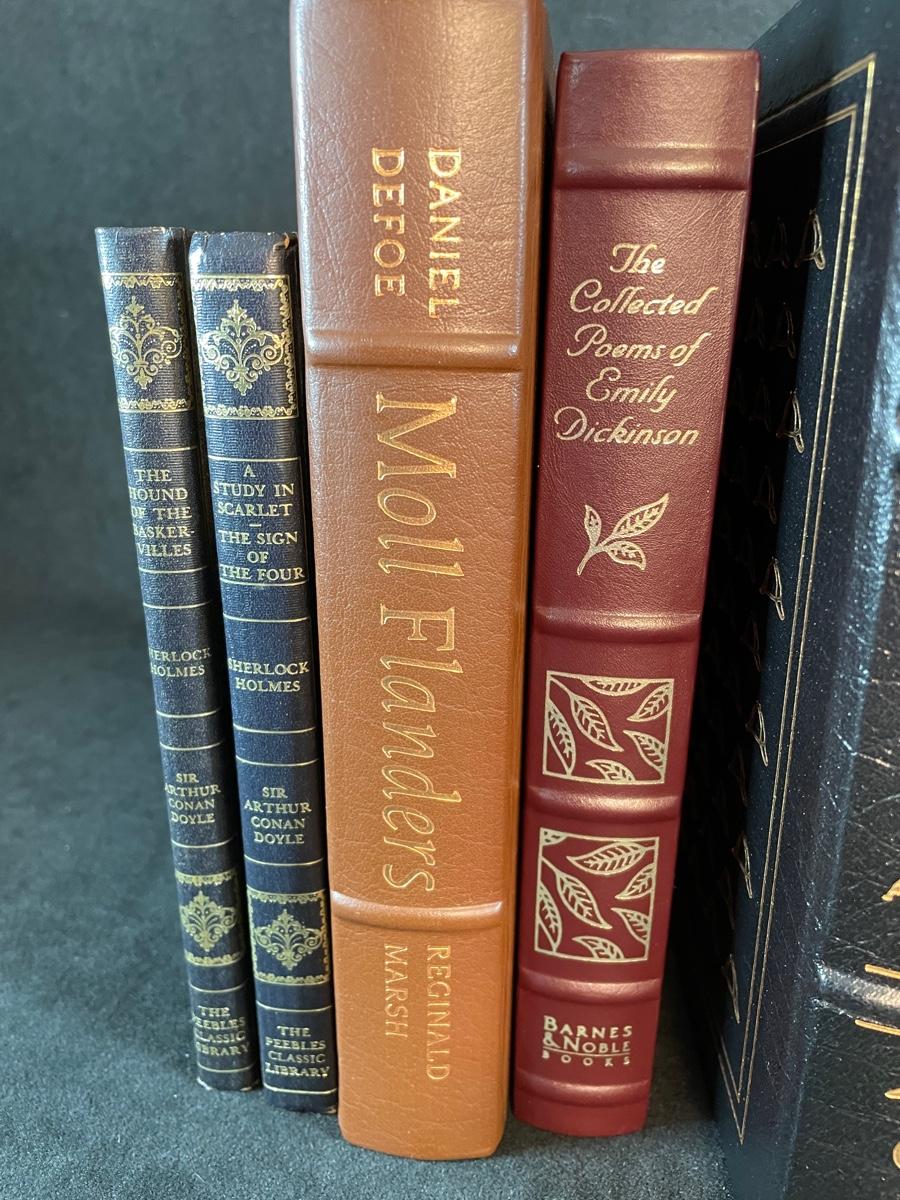 THE
HOUND
OF THE
BASKER-
VILLES
SHERLOCK
HOLMES
SIR
ARTHUR
CONAN
DOYLE
THE
PEEBLES
CLASSIC
LIBRARY
A
STUDY IN
SCARLET
–
THE SIGN
OF
THE FOUR
SHERLOCK
HOLMES
SIR
ARTHUR
CONAN
DOYLE
THE
PEEBLES
CLASSIC
LIBRARY
DANIEL
DEFOE
Moll Flanders
REGINALD
MARSH
The
Collected
Poems of
Emily
Dickinson
BARNES
& NOBLE
BOOKS